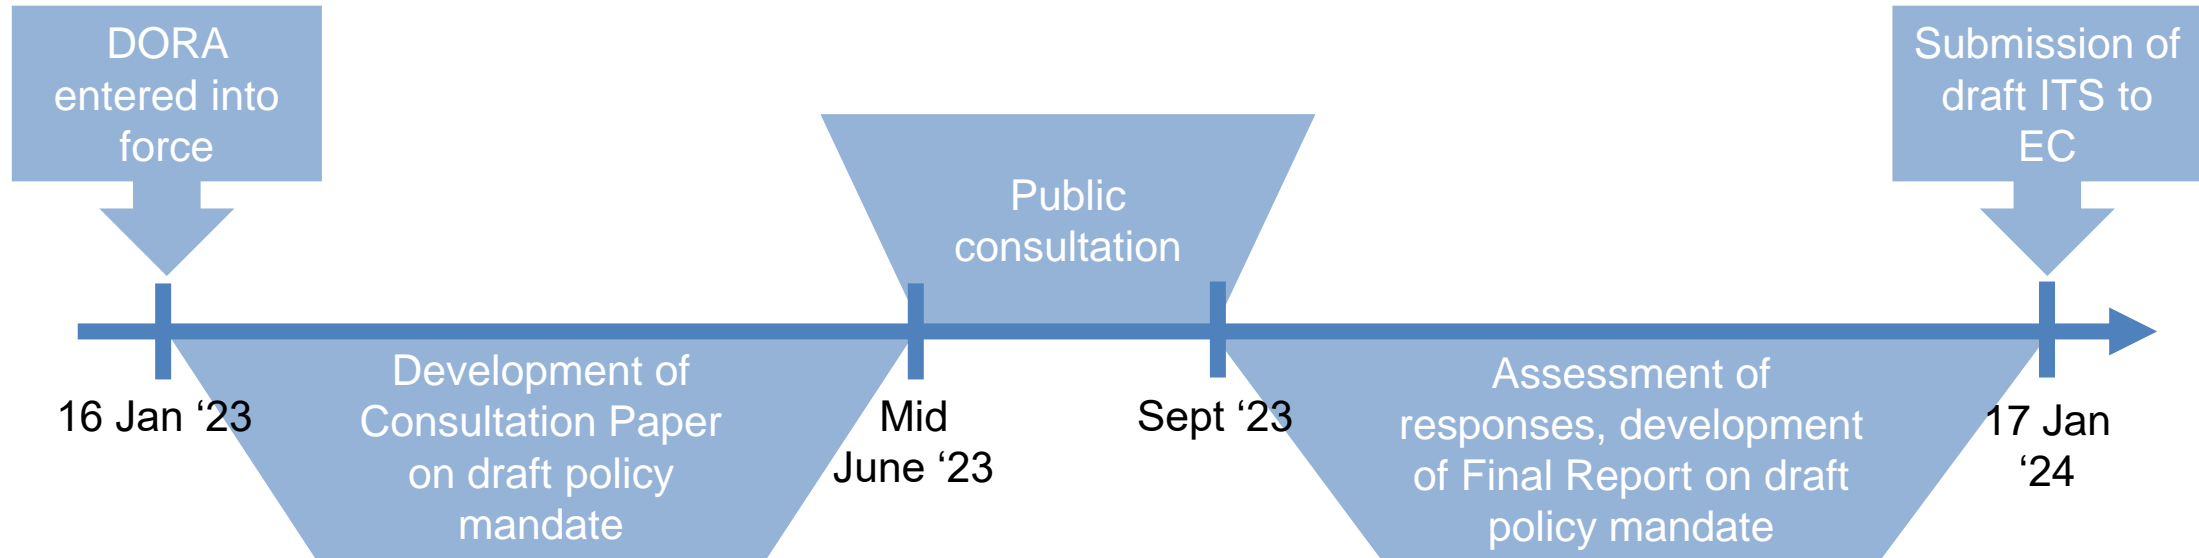 DORA
entered into
force
Submission of
draft ITS to
EC
Public
consultation
Development of
Consultation Paper
on draft policy
mandate
Assessment of
responses, development
of Final Report on draft
policy mandate
16 Jan ‘23
Mid
June ‘23
Sept ‘23
17 Jan
‘24